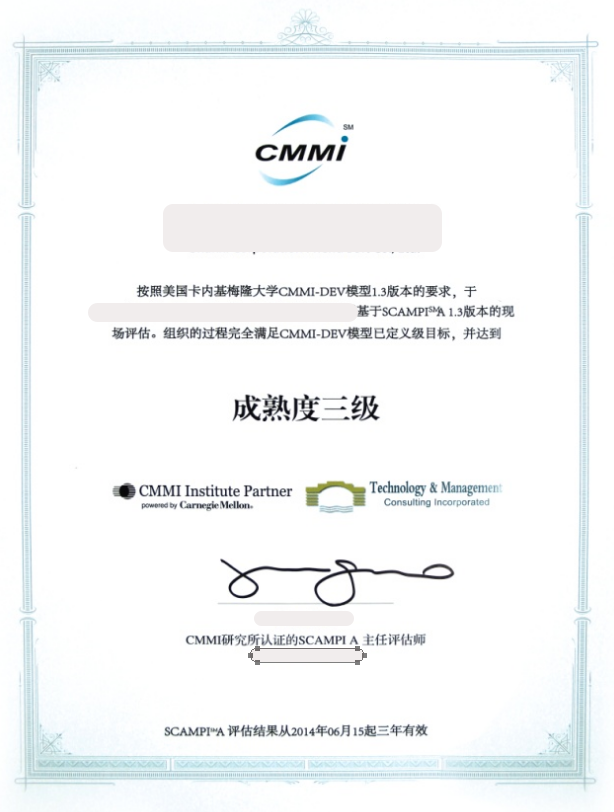 CMMI SM
按照美国卡内基梅隆大学CMMI-DEV模型1.3版本的要求，于
基于SCAMPI℠A 1.3版本的现
场评估。组织的过程完全满足CMMI-DEV模型已定义级目标，并达到
成熟度三级
CMMI Institute Partner
powered by Carnegie Mellon.
Technology & Management
Consulting Incorporated
CMMI研究所认证的SCAMPI A 主任评估师
SCAMPI℠A 评估结果从2014年06月15起三年有效